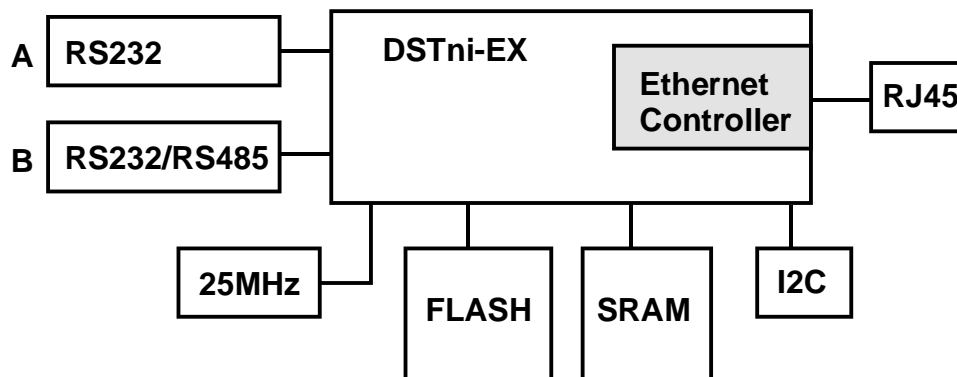 A
RS232
DSTni-EX
Ethernet
Controller
RJ45
B
RS232/RS485
25MHz
FLASH
SRAM
I2C